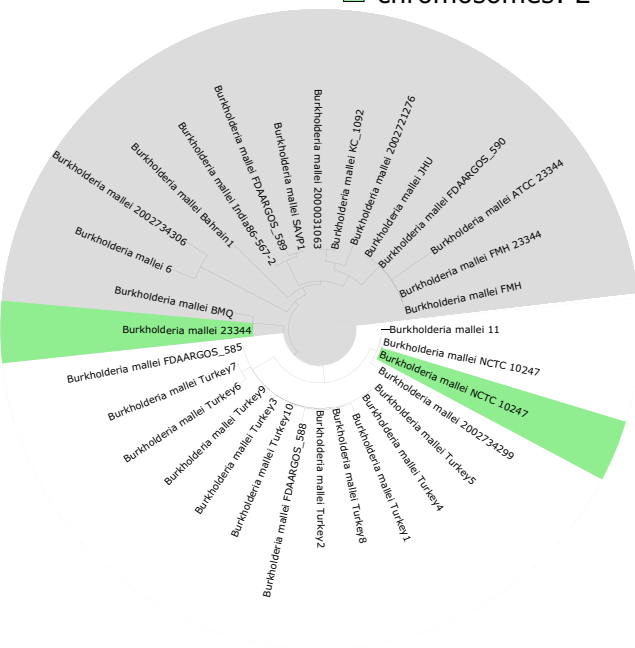 chromosomes: 2
Burkholderia mallei 2002734306
Burkholderia mallei Bahrain1
Burkholderia mallei India86-567-2
Burkholderia mallei FDAARGOS_589
Burkholderia mallei SAVP1
Burkholderia mallei 2000031063
Burkholderia mallei KC_1092
Burkholderia mallei 2002721276
Burkholderia mallei JHU
Burkholderia mallei FDAARGOS_590
Burkholderia mallei ATCC 23344
Burkholderia mallei FMH 23344
Burkholderia mallei FMH
Burkholderia mallei 11
Burkholderia mallei NCTC 10247
Burkholderia mallei NCTC 10247
Burkholderia mallei 2002734299
Burkholderia mallei Turkey5
Burkholderia mallei Turkey4
Burkholderia mallei Turkey1
Burkholderia mallei Turkey8
Burkholderia mallei Turkey2
Burkholderia mallei FDAARGOS_588
Burkholderia mallei Turkey10
Burkholderia mallei Turkey3
Burkholderia mallei Turkey9
Burkholderia mallei Turkey6
Burkholderia mallei Turkey7
Burkholderia mallei FDAARGOS_585
Burkholderia mallei 23344
Burkholderia mallei BMQ
Burkholderia mallei 6